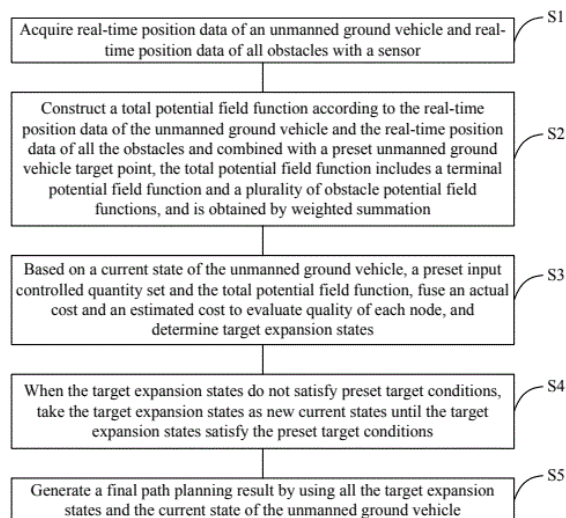 S1
Acquire real-time position data of an unmanned ground vehicle and real-
time position data of all obstacles with a sensor
S2
Construct a total potential field function according to the real-time
position data of the unmanned ground vehicle and the real-time position
data of all the obstacles and combined with a preset unmanned ground
vehicle target point, the total potential field function includes a terminal
potential field function and a plurality of obstacle potential field
functions, and is obtained by weighted summation
S3
Based on a current state of the unmanned ground vehicle, a preset input
controlled quantity set and the total potential field function, fuse an actual
cost and an estimated cost to evaluate quality of each node, and
determine target expansion states
S4
When the target expansion states do not satisfy preset target conditions,
take the target expansion states as new current states until the target
expansion states satisfy the preset target conditions
S5
Generate a final path planning result by using all the target expansion
states and the current state of the unmanned ground vehicle